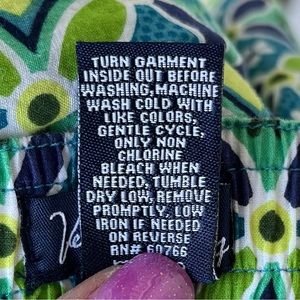 TURN GARMENT
INSIDE OUT BEFORE
WASHING, MACHINE
WASH COLD WITH
LIKE COLORS,
GENTLE CYCLE,
ONLY NON
CHLORINE
BLEACH WHEN
NEEDED, TUMBLE
DRY LOW, REMOVE
PROMPTLY, LOW
IRON IF NEEDED
ON REVERSE
RN# 69766